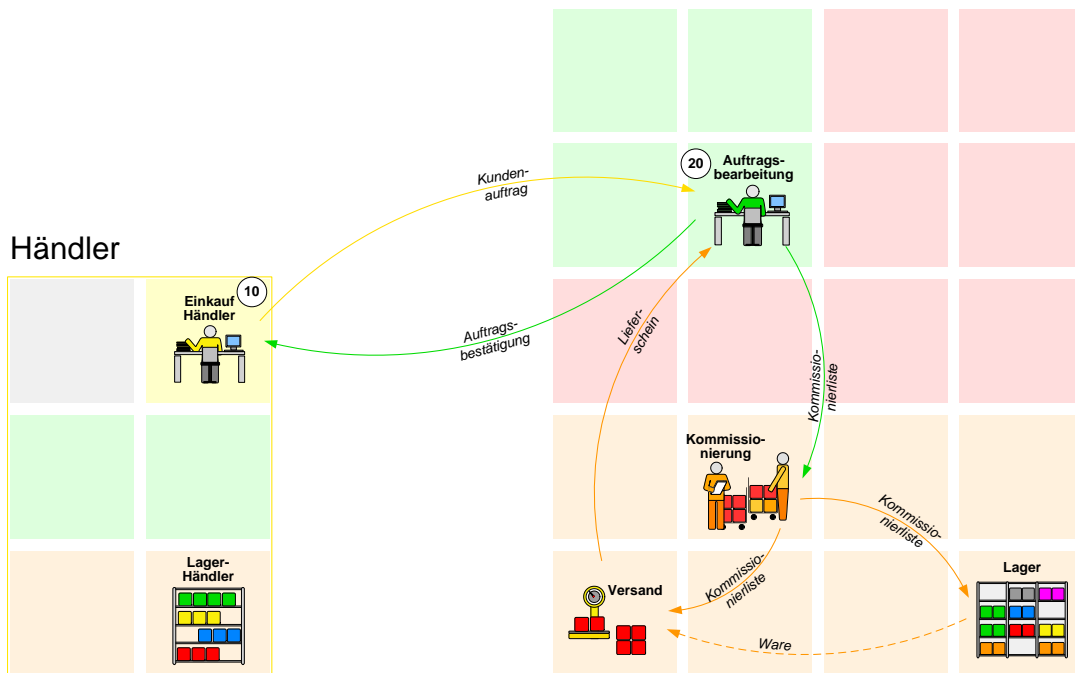 20
Auftrags-
bearbeitung
Kunden-
auftrag
Händler
10
Einkauf
Händler
Auftrags-
bestätigung
Liefer-
schein
Kommissio-
nierliste
Kommissio-
nierung
Kommissio-
nierliste
Kommissio-
nierliste
Lager-
Händler
Versand
Lager
Ware